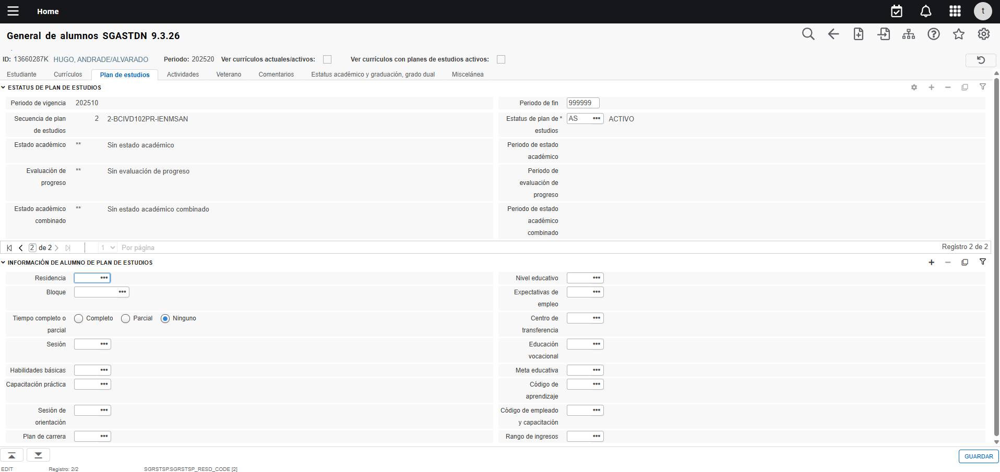 Home
t
General de alumnos SGASTDN 9.3.26
ID: 13660287K HUGO, ANDRADE/ALVARADO Periodo: 202520 Ver currículos actuales/activos: Ver currículos con planes de estudios activos:
Estudiante Currículos Plan de estudios Actividades Veterano Comentarios Estatus académico y graduación, grado dual Miscelánea
ESTATUS DE PLAN DE ESTUDIOS
Periodo de vigencia 202510 Periodo de fin 999999
Secuencia de plan de estudios 2 2-BCIVD102PR-IENMSAN Estatus de plan de estudios * AS ••• ACTIVO
Estado académico ** Sin estado académico Periodo de estado académico
Evaluación de progreso ** Sin evaluación de progreso Periodo de evaluación de progreso
Estado académico combinado ** Sin estado académico combinado Periodo de estado académico combinado
2 de 2 1 Por página Registro 2 de 2
INFORMACIÓN DE ALUMNO DE PLAN DE ESTUDIOS
Residencia ••• Nivel educativo •••
Bloque ••• Expectativas de empleo •••
Tiempo completo o parcial Completo Parcial Ninguno Centro de transferencia •••
Sesión ••• Educación vocacional •••
Habilidades básicas ••• Meta educativa •••
Capacitación práctica ••• Código de aprendizaje •••
Sesión de orientación ••• Código de empleado y capacitación •••
Plan de carrera ••• Rango de ingresos •••
GUARDAR
EDIT Registro: 2/2 SGRSTSP.SGRSTSP_RESD_CODE [2]